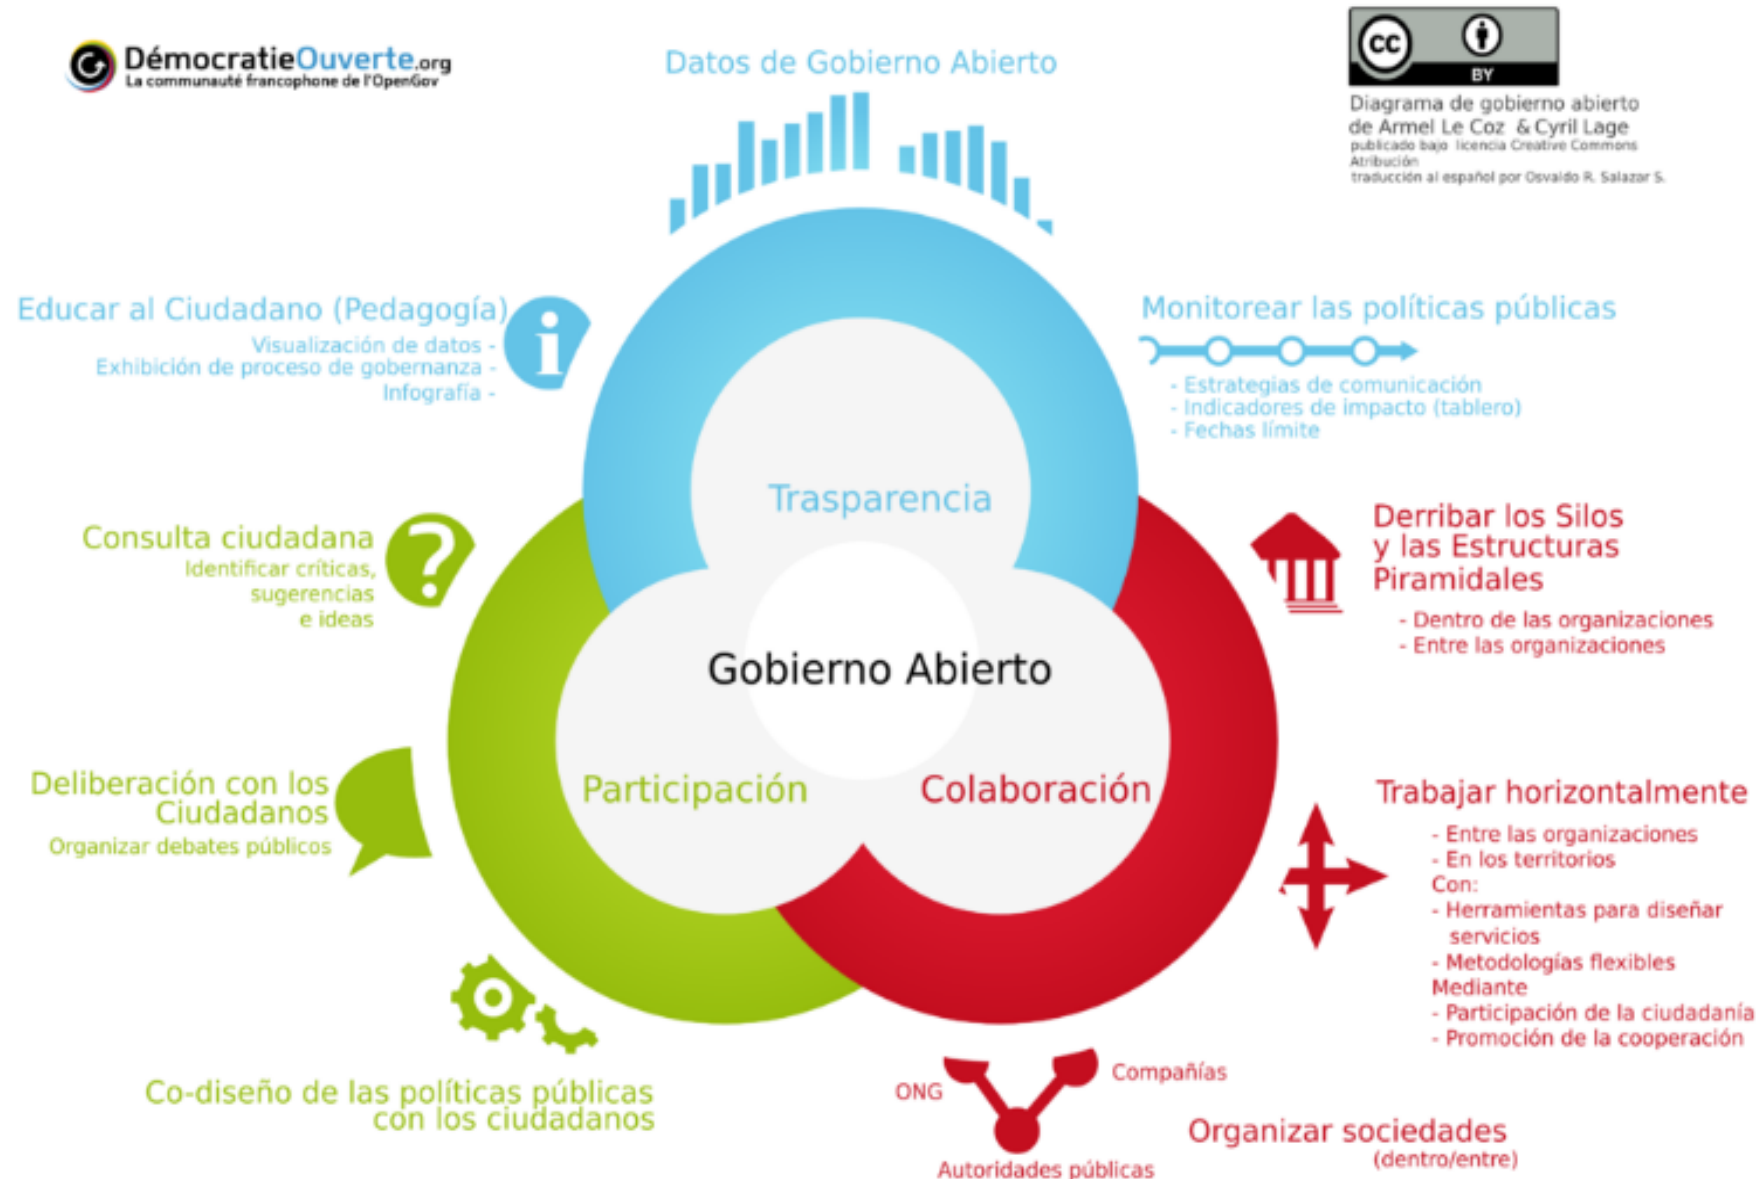 DémocratieOuverte.org
La communauté francophone de l'OpenGov
Datos de Gobierno Abierto
cc
BY
Diagrama de gobierno abierto
de Armel Le Coz & Cyril Lage
publicado bajo licencia Creative Commons
Atribución
traducción al español por Osvaldo R. Salazar S.
Educar al Ciudadano (Pedagogía)
Visualización de datos -
Exhibición de proceso de gobernanza -
Infografía -
i
Monitorear las políticas públicas
- Estrategias de comunicación
- Indicadores de impacto (tablero)
- Fechas límite
Trasparencia
Consulta ciudadana
Identificar críticas,
sugerencias
e ideas
?
Derribar los Silos
y las Estructuras
Piramidales
- Dentro de las organizaciones
- Entre las organizaciones
Gobierno Abierto
Participación
Colaboración
Deliberación con los
Ciudadanos
Organizar debates públicos
Trabajar horizontalmente
- Entre las organizaciones
- En los territorios
Con:
- Herramientas para diseñar
servicios
- Metodologías flexibles
Mediante
- Participación de la ciudadanía
- Promoción de la cooperación
Co-diseño de las políticas públicas
con los ciudadanos
ONG
Compañías
Autoridades públicas
Organizar sociedades
(dentro/entre)